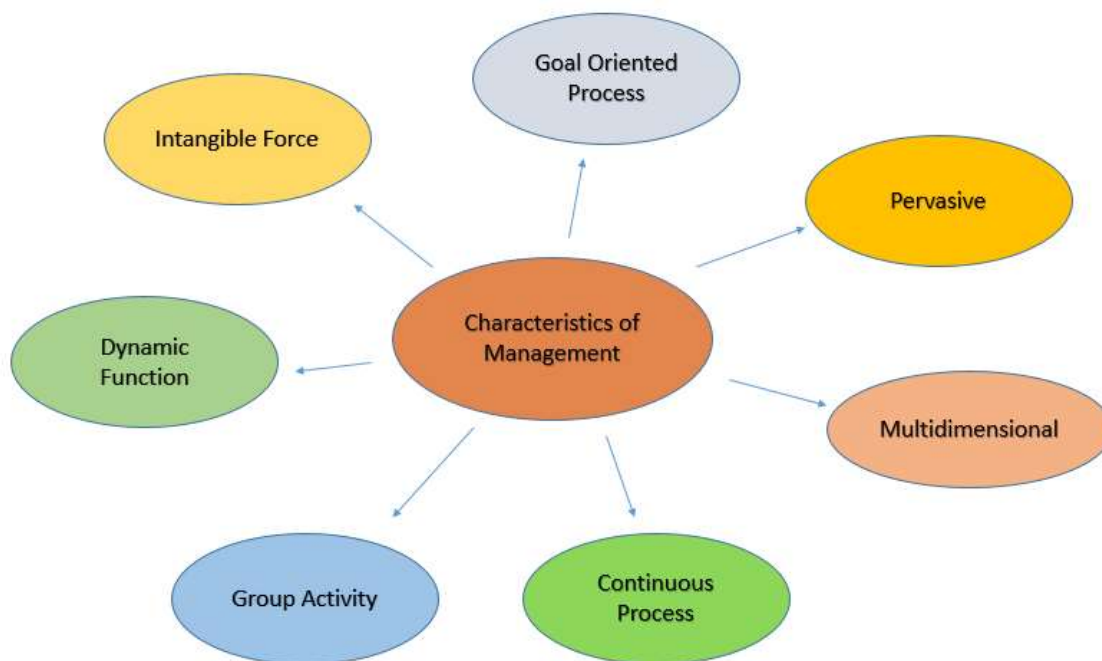 Goal Oriented
Process
Intangible Force
Pervasive
Characteristics of
Management
Dynamic
Function
Multidimensional
Group Activity
Continuous
Process